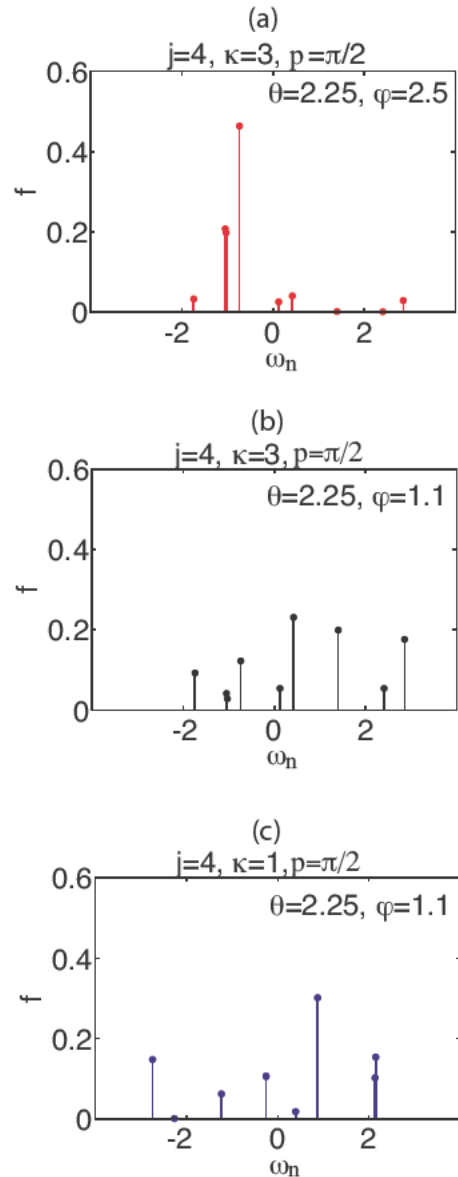 (a)
j=4, κ=3, p=π/2
θ=2.25, φ=2.5
0.6
0.4
f
0.2
0
-2 0 2
ωn
(b)
j=4, κ=3, p=π/2
θ=2.25, φ=1.1
0.6
0.4
f
0.2
0
-2 0 2
ωn
(c)
j=4, κ=1, p=π/2
θ=2.25, φ=1.1
0.6
0.4
f
0.2
0
-2 0 2
ωn